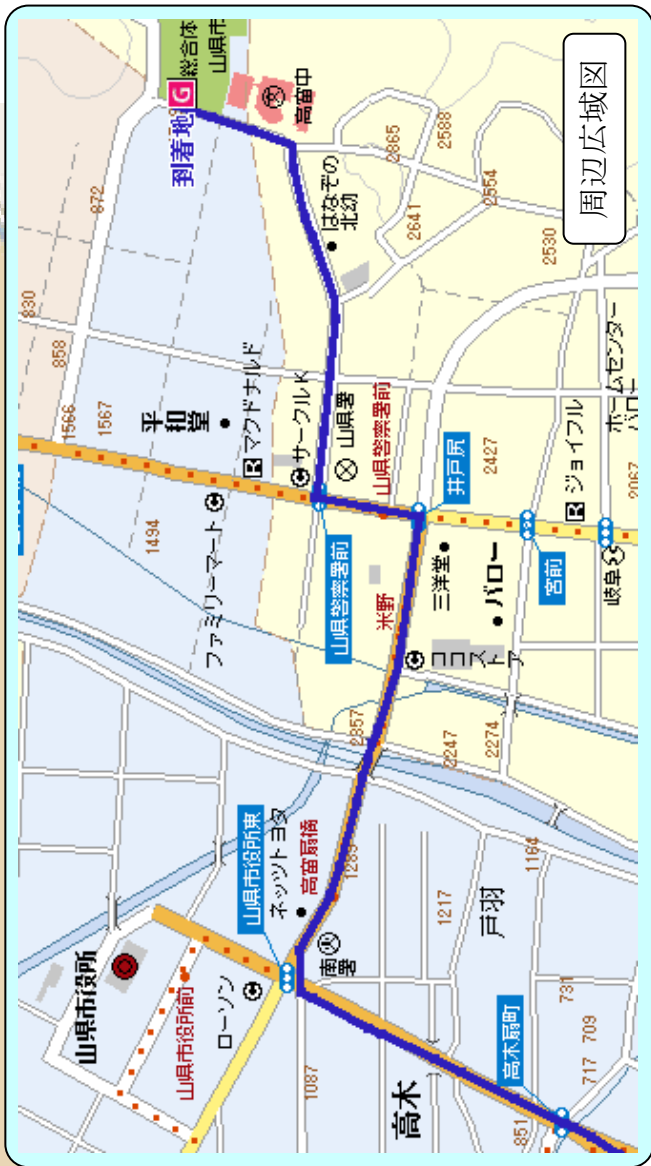 周辺広域図
到着地
G
総合体
山県市
高富中
872
830
858
1566
1567
1494
平和堂
マクドナルド
サークルK
ファミリーマート
山県署
山県警察署前
山県警察署前
はなぞの
北幼
2865
2588
2641
2554
2530
井戸尻
2427
ジョイフル
ホームセンター
バロー
2067
米野
三洋堂
バロー
ココストア
宮前
岐阜
2857
2247
2274
山県市役所
山県市役所前
山県市役所東
ネッツトヨタ
高富扇橋
ローソン
南署
1289
1217
戸羽
1164
1087
高木
高木扇町
851
717
709
731